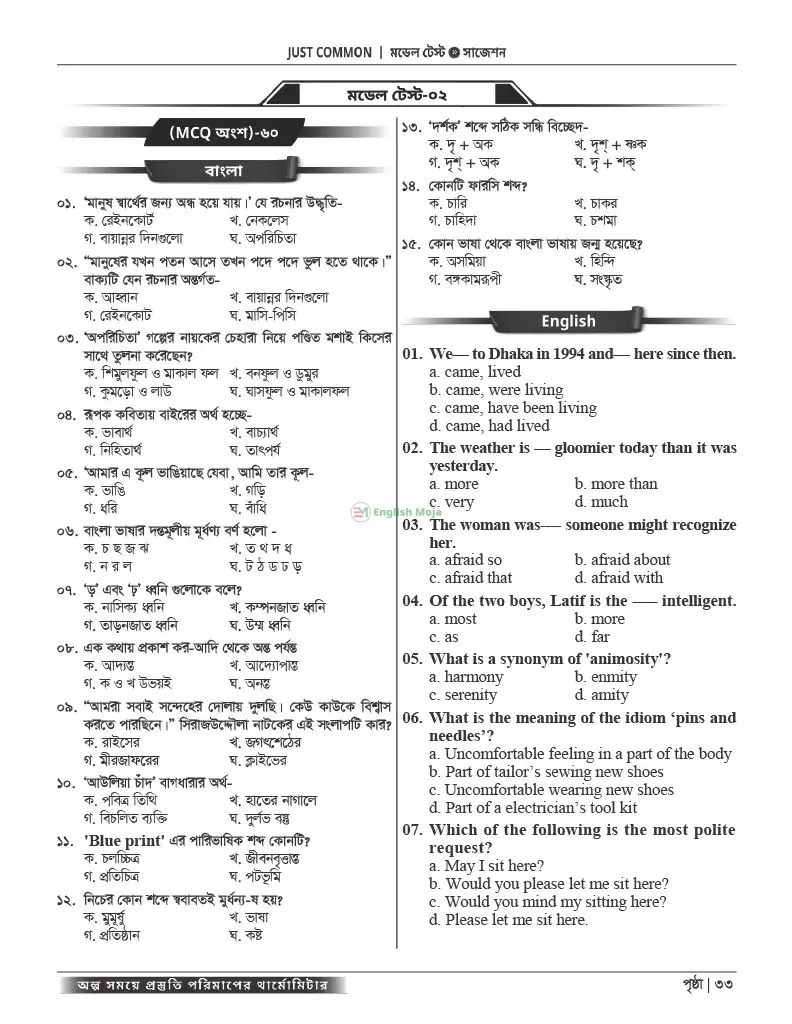 JUST COMMON | মডেল টেস্ট » সাজেশন
মডেল টেস্ট-০২
(MCQ অংশ)-৬০
বাংলা
০১. ‘মানুষ স্বার্থের জন্য অন্ধ হয়ে যায়।’ যে রচনার উদ্ধৃতি-
ক. রেইনকোর্ট খ. নেকলেস
গ. বায়ান্নর দিনগুলো ঘ. অপরিচিতা
০২. “মানুষের যখন পতন আসে তখন পদে পদে ভুল হতে থাকে।”
বাক্যটি যেন রচনার অন্তর্গত-
ক. আহ্বান খ. বায়ান্নর দিনগুলো
গ. রেইনকোট ঘ. মাসি-পিসি
০৩. ‘অপরিচিতা’ গল্পের নায়কের চেহারা নিয়ে পণ্ডিত মশাই কিসের
সাথে তুলনা করেছেন?
ক. শিমুলফুল ও মাকাল ফল খ. বনফুল ও ডুমুর
গ. কুমড়ো ও লাউ ঘ. ঘাসফুল ও মাকালফল
০৪. রূপক কবিতায় বাইরের অর্থ হচ্ছে-
ক. ভাবার্থ খ. বাচ্যার্থ
গ. নিহিতার্থ ঘ. তাৎপর্য
০৫. ‘আমার এ কূল ভাঙিয়াছে যেবা, আমি তার কূল-
ক. ভাঙি খ. গড়ি
গ. ধরি ঘ. বাঁধি
০৬. বাংলা ভাষার দন্তমূলীয় মূর্ধণ্য বর্ণ হলো -
ক. চ ছ জ ঝ খ. ত থ দ ধ
গ. ন র ল ঘ. ট ঠ ড ঢ ড়
০৭. ‘ড়’ এবং ‘ঢ়’ ধ্বনি গুলোকে বলে?
ক. নাসিক্য ধ্বনি খ. কম্পনজাত ধ্বনি
গ. তাড়নজাত ধ্বনি ঘ. উষ্ম ধ্বনি
০৮. এক কথায় প্রকাশ কর-আদি থেকে অন্ত পর্যন্ত
ক. আদ্যন্ত খ. আদ্যোপান্ত
গ. ক ও খ উভয়ই ঘ. অনন্ত
০৯. “আমরা সবাই সন্দেহের দোলায় দুলছি। কেউ কাউকে বিশ্বাস
করতে পারছিনে।” সিরাজউদ্দৌলা নাটকের এই সংলাপটি কার?
ক. রাইসের খ. জগৎশেঠের
গ. মীরজাফরের ঘ. ক্লাইভের
১০. ‘আউলিয়া চাঁদ’ বাগধারার অর্থ-
ক. পবিত্র তিথি খ. হাতের নাগালে
গ. বিচলিত ব্যক্তি ঘ. দুর্লভ বস্তু
১১. 'Blue print' এর পারিভাষিক শব্দ কোনটি?
ক. চলচ্চিত্র খ. জীবনবৃত্তান্ত
গ. প্রতিচিত্র ঘ. পটভূমি
১২. নিচের কোন শব্দে স্ববাবতই মুর্ধন্য-ষ হয়?
ক. মুমূর্ষু খ. ভাষা
গ. প্রতিষ্ঠান ঘ. কষ্ট
১৩. ‘দর্শক’ শব্দে সঠিক সন্ধি বিচ্ছেদ-
ক. দৃ + অক খ. দৃশ্ + ষ্ণক
গ. দৃশ্ + অক ঘ. দৃ + শক্
১৪. কোনটি ফারসি শব্দ?
ক. চারি খ. চাকর
গ. চাহিদা ঘ. চশমা
১৫. কোন ভাষা থেকে বাংলা ভাষায় জন্ম হয়েছে?
ক. অসমিয়া খ. হিন্দি
গ. বঙ্গকামরূপী ঘ. সংস্কৃত
English
01. We— to Dhaka in 1994 and— here since then.
a. came, lived
b. came, were living
c. came, have been living
d. came, had lived
02. The weather is — gloomier today than it was
yesterday.
a. more b. more than
c. very d. much
03. The woman was-— someone might recognize
her.
a. afraid so b. afraid about
c. afraid that d. afraid with
04. Of the two boys, Latif is the —– intelligent.
a. most b. more
c. as d. far
05. What is a synonym of 'animosity'?
a. harmony b. enmity
c. serenity d. amity
06. What is the meaning of the idiom ‘pins and
needles’?
a. Uncomfortable feeling in a part of the body
b. Part of tailor’s sewing new shoes
c. Uncomfortable wearing new shoes
d. Part of a electrician’s tool kit
07. Which of the following is the most polite
request?
a. May I sit here?
b. Would you please let me sit here?
c. Would you mind my sitting here?
d. Please let me sit here.
EM English Moja
অল্প সময়ে প্রস্তুতি পরিমাপের থার্মোমিটার
পৃষ্ঠা | ৩৩